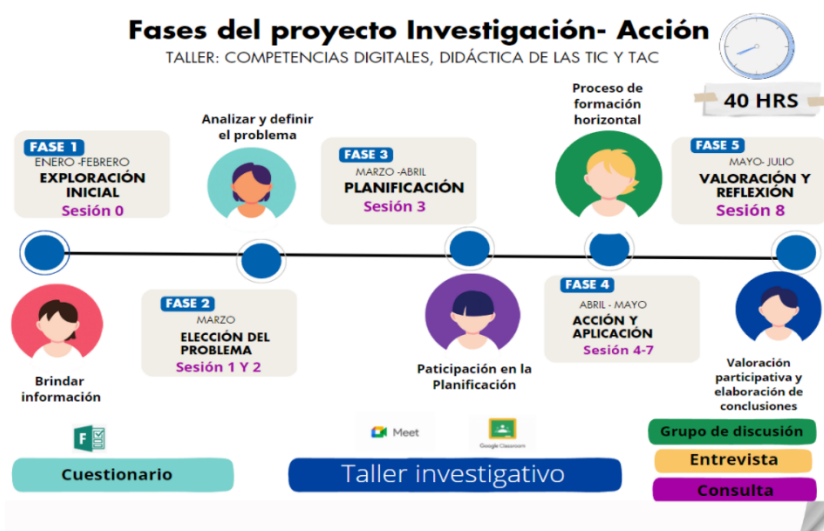 Fases del proyecto Investigación- Acción
TALLER: COMPETENCIAS DIGITALES, DIDÁCTICA DE LAS TIC Y TAC
40 HRS
FASE 1
ENERO -FEBRERO
EXPLORACIÓN
INICIAL
Sesión 0
Analizar y definir
el problema
FASE 3
MARZO -ABRIL
PLANIFICACIÓN
Sesión 3
Proceso de
formación
horizontal
FASE 5
MAYO- JULIO
VALORACIÓN Y
REFLEXIÓN
Sesión 8
Brindar
información
FASE 2
MARZO
ELECCIÓN DEL
PROBLEMA
Sesión 1 Y 2
Paticipación en la
Planificación
FASE 4
ABRIL - MAYO
ACCIÓN Y
APLICACIÓN
Sesión 4-7
Valoración
participativa y
elaboración de
conclusiones
F
Cuestionario
Meet
Google Classroom
Taller investigativo
Grupo de discusión
Entrevista
Consulta